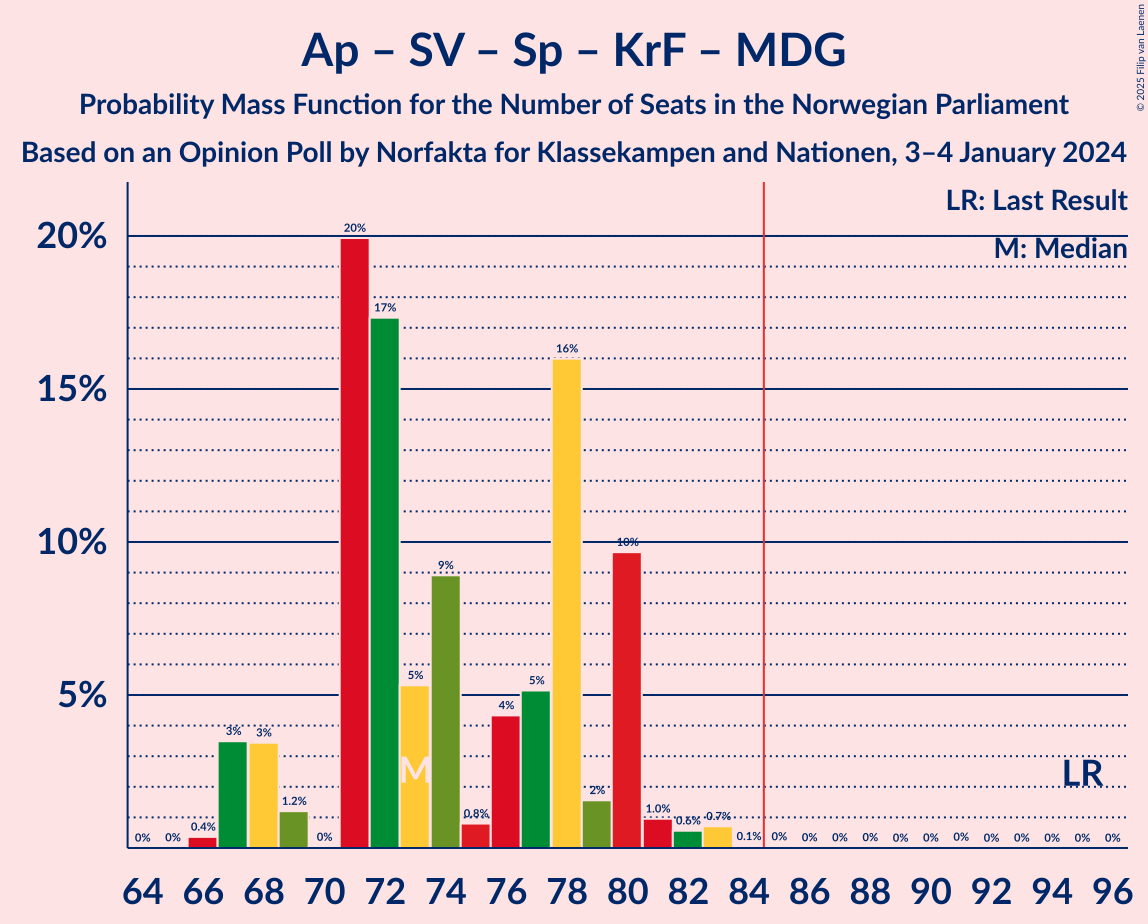 Ap – SV – Sp – KrF – MDG
Probability Mass Function for the Number of Seats in the Norwegian Parliament
Based on an Opinion Poll by Norfakta for Klassekampen and Nationen, 3–4 January 2024
© 2025 Filip van Laenen
LR: Last Result
M: Median
20%
15%
10%
5%
0% 0% 0.4% 3% 3% 1.2% 0% 20% 17% 5% 9% 0.8% 4% 5% 16% 2% 10% 1.0% 0.6% 0.7% 0.1% 0% 0% 0% 0% 0% 0% 0% 0% 0% 0% 0% 0%
M
LR
64 66 68 70 72 74 76 78 80 82 84 86 88 90 92 94 96